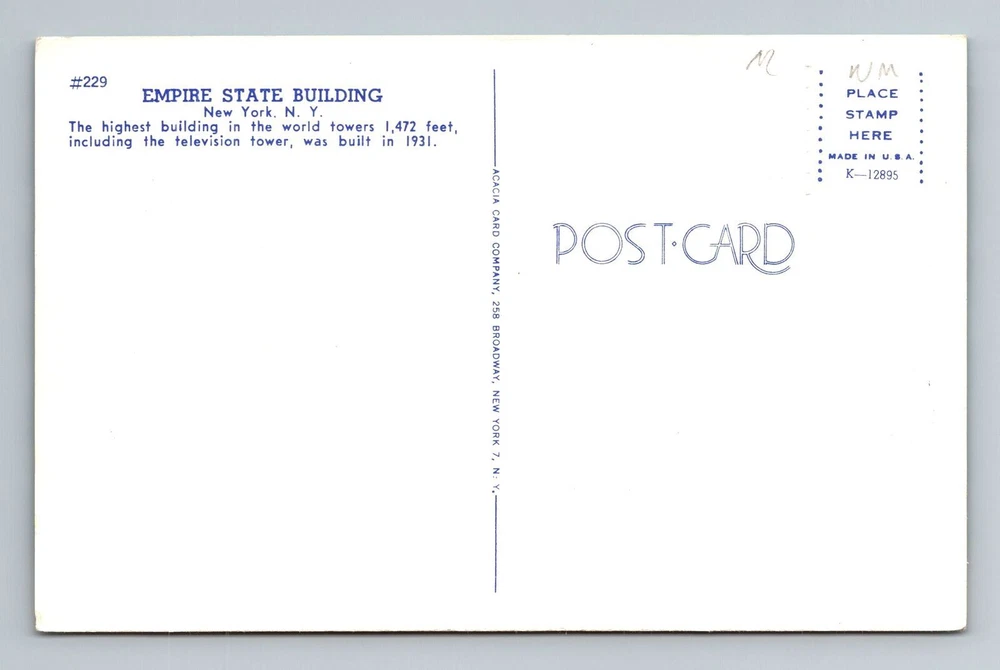 #229
EMPIRE STATE BUILDING
New York, N. Y.
The highest building in the world towers 1,472 feet,
including the television tower, was built in 1931.
ACACIA CARD COMPANY, 258 BROADWAY, NEW YORK 7, N. Y.
POST·CARD
NM
PLACE
STAMP
HERE
MADE IN U.S.A.
K—12895